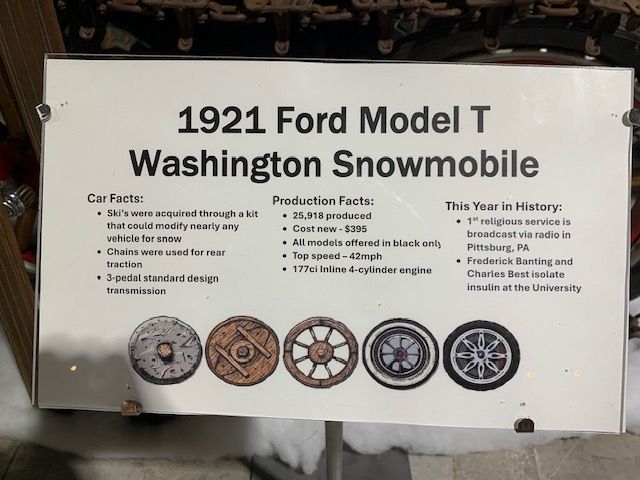 1921 Ford Model T
Washington Snowmobile
Car Facts:
• Ski's were acquired through a kit
that could modify nearly any
vehicle for snow
• Chains were used for rear
traction
• 3-pedal standard design
transmission
Production Facts:
• 25,918 produced
• Cost new - $395
• All models offered in black only
• Top speed – 42mph
• 177ci Inline 4-cylinder engine
This Year in History:
• 1st religious service is
broadcast via radio in
Pittsburg, PA
• Frederick Banting and
Charles Best isolate
insulin at the University